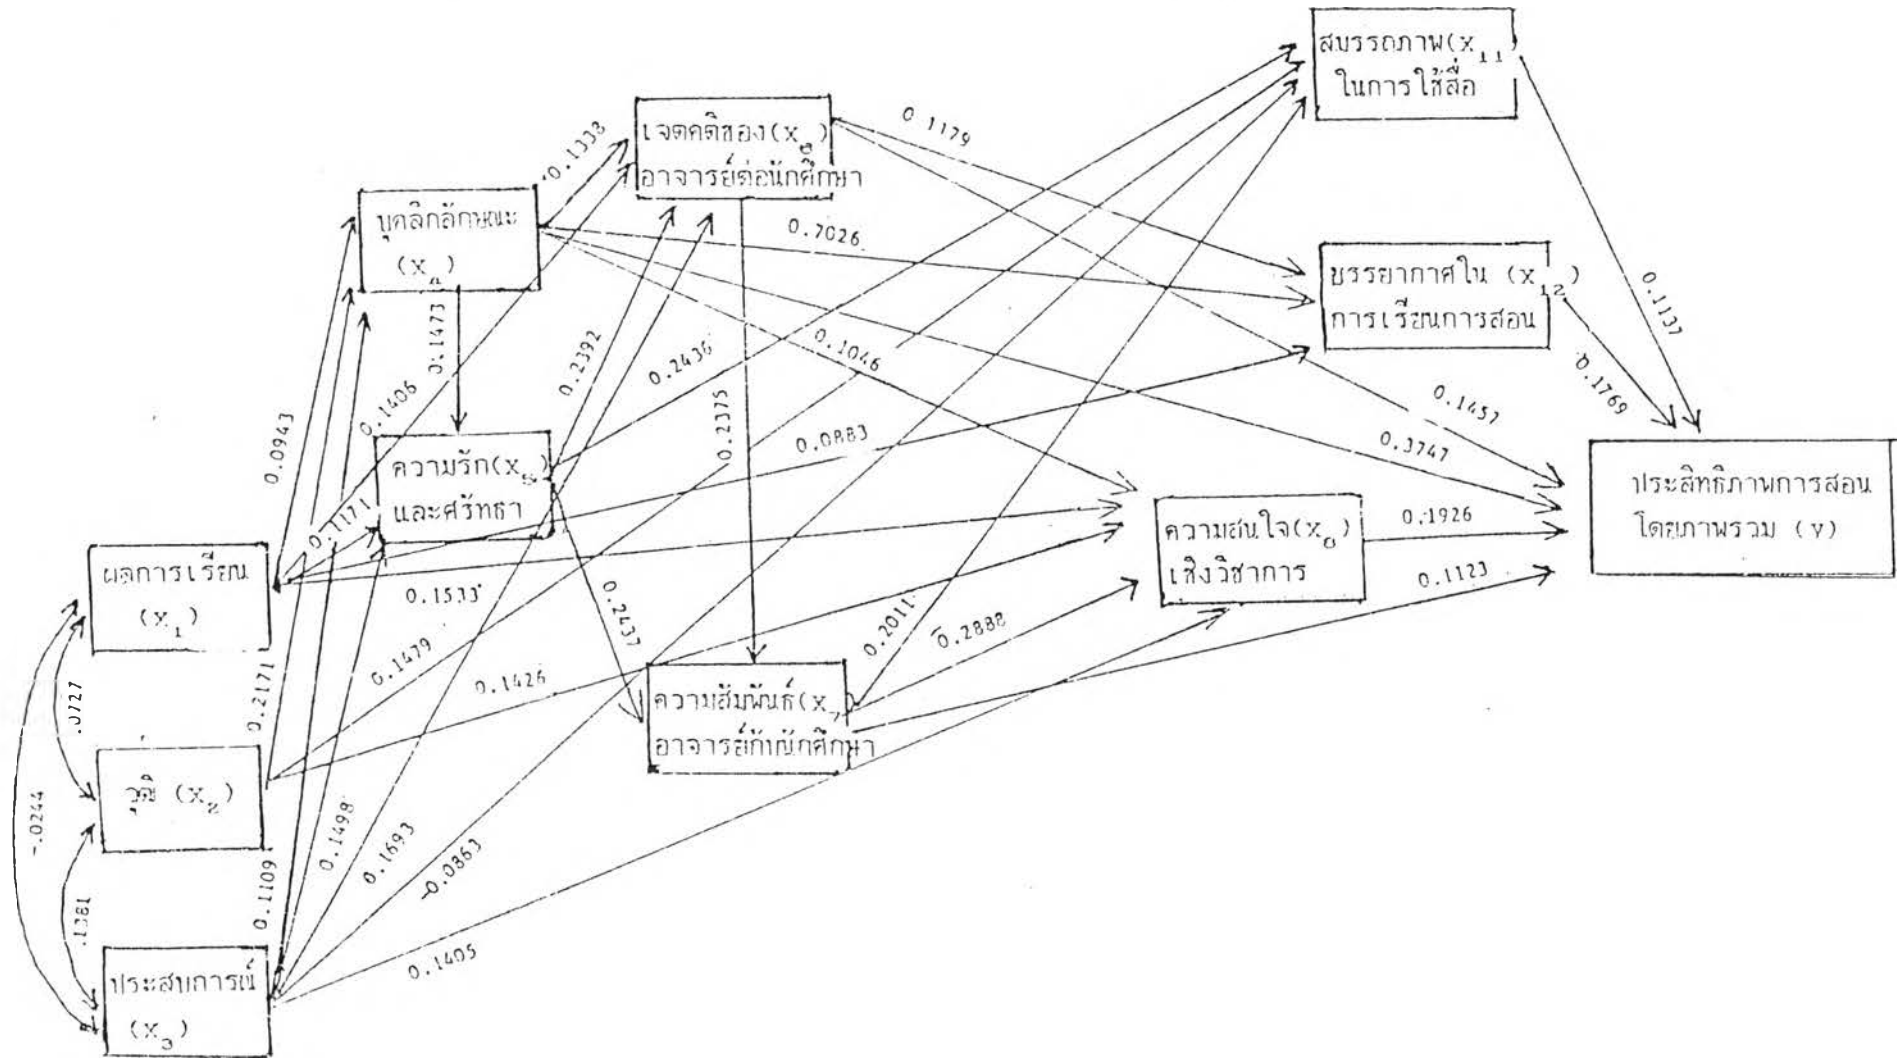 สมรรถภาพ(x₁₁)
ในการใช้สื่อ
0.1179
เจตคติของ(x₆)
อาจารย์ต่อนักศึกษา
0.1338
บุคลิกลักษณะ
(x₄)
0.7026
บรรยากาศใน (x₁₂)
การเรียนการสอน
0.1137
0.1473
0.2392
0.2436
0.1046
0.1769
0.1406
0.0943
0.2375
0.1457
0.0883
0.3747
ความรัก(x₅)
และศรัทธา
ประสิทธิภาพการสอน
โดยภาพรวม (y)
0.1171
ความสนใจ(x₈)
เชิงวิชาการ
0.1926
0.1123
ผลการเรียน
(x₁)
0.1533
0.2437
0.2011
0.2888
0.1479
0.1426
ความสัมพันธ์(x₇)
อาจารย์กับนักศึกษา
.0727
0.2171
วุฒิ (x₂)
-.0244
0.1498
0.1693
-0.0863
0.1109
.1381
0.1405
ประสบการณ์
(x₃)